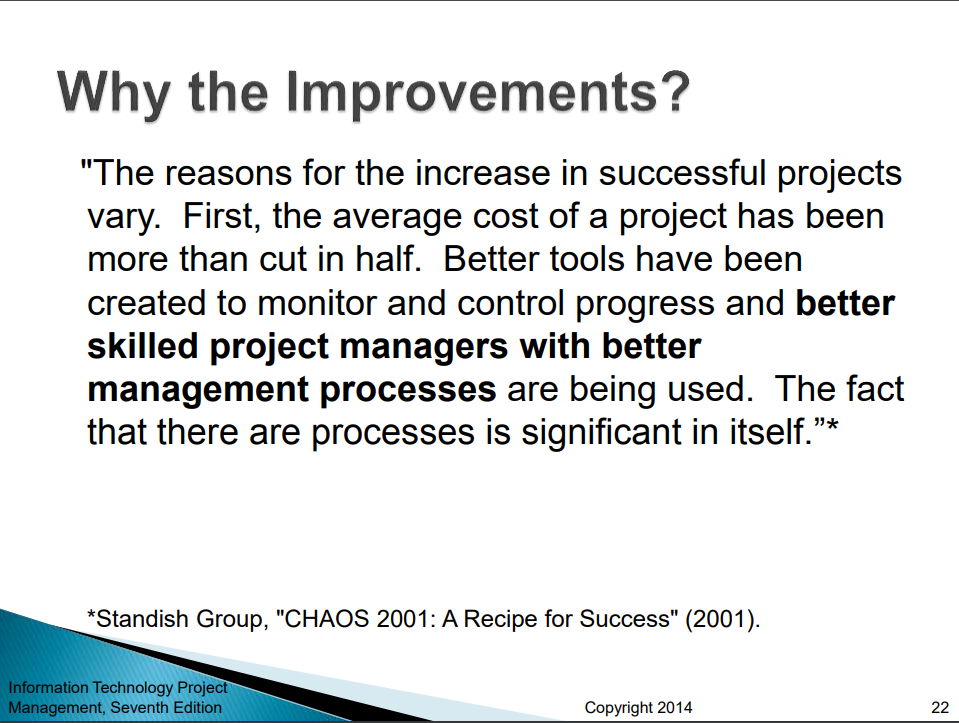 Why the Improvements?
"The reasons for the increase in successful projects
vary.  First, the average cost of a project has been
more than cut in half.  Better tools have been
created to monitor and control progress and better
skilled project managers with better
management processes are being used.  The fact
that there are processes is significant in itself.”*
*Standish Group, "CHAOS 2001: A Recipe for Success" (2001).
Information Technology Project
Management, Seventh Edition
Copyright 2014
22